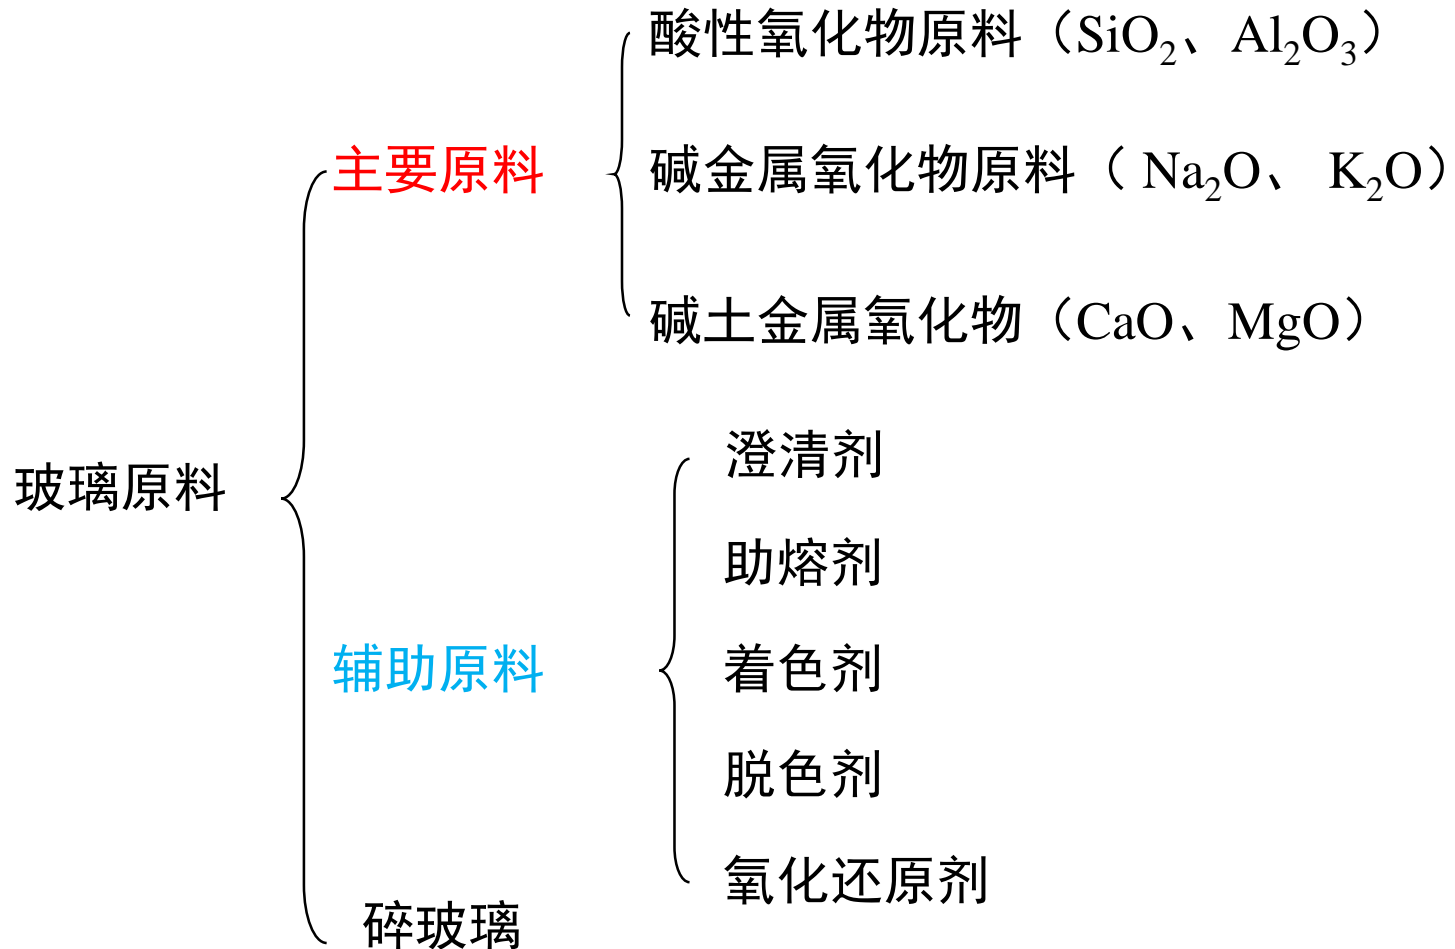 酸性氧化物原料（SiO₂、Al₂O₃）
主要原料
碱金属氧化物原料（ Na₂O、 K₂O）
碱土金属氧化物（CaO、MgO）
玻璃原料
澄清剂
助熔剂
辅助原料
着色剂
脱色剂
氧化还原剂
碎玻璃